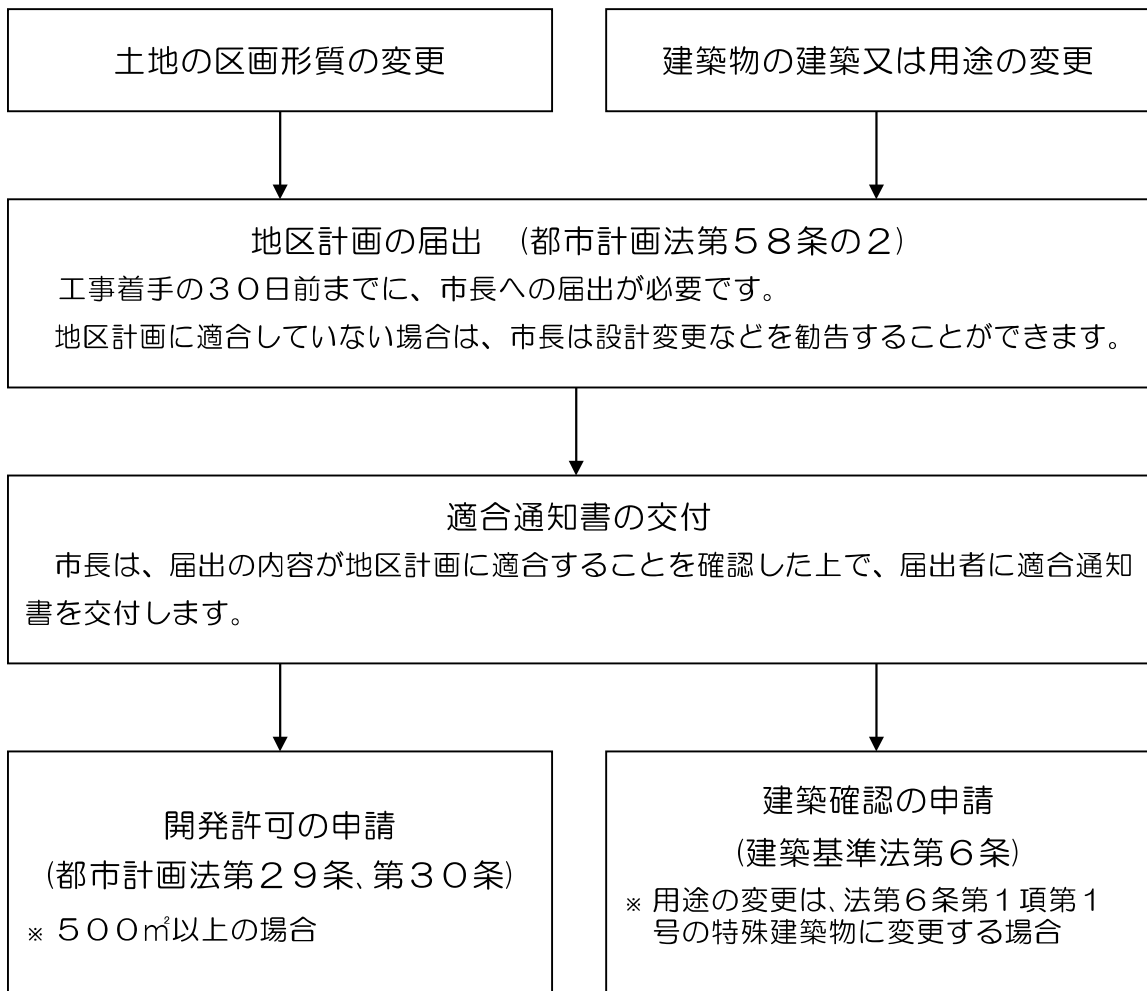 土地の区画形質の変更
建築物の建築又は用途の変更
地区計画の届出　(都市計画法第５８条の２)
工事着手の３０日前までに、市長への届出が必要です。
地区計画に適合していない場合は、市長は設計変更などを勧告することができます。
適合通知書の交付
市長は、届出の内容が地区計画に適合することを確認した上で、届出者に適合通知
書を交付します。
開発許可の申請
(都市計画法第２９条、第３０条)
※ ５００㎡以上の場合
建築確認の申請
(建築基準法第６条)
※ 用途の変更は、法第６条第１項第１
号の特殊建築物に変更する場合